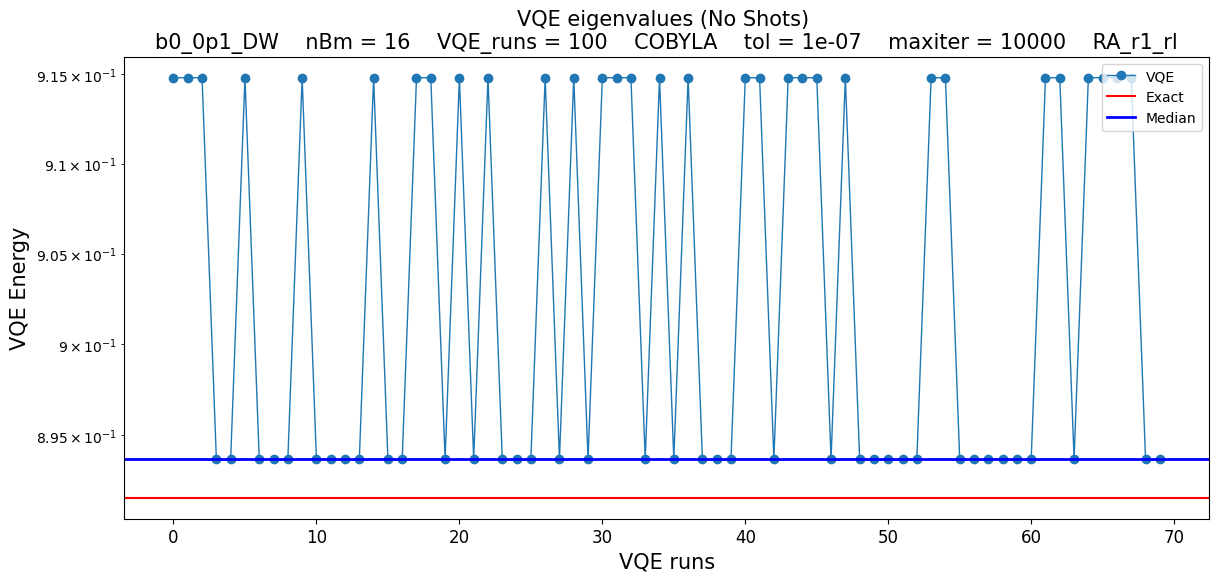 VQE eigenvalues (No Shots)
b0_0p1_DW nBm = 16 VQE_runs = 100 COBYLA tol = 1e-07 maxiter = 10000 RA_r1_rl
VQE Energy
9.15 × 10⁻¹
9.1 × 10⁻¹
9.05 × 10⁻¹
9 × 10⁻¹
8.95 × 10⁻¹
VQE
Exact
Median
0 10 20 30 40 50 60 70
VQE runs